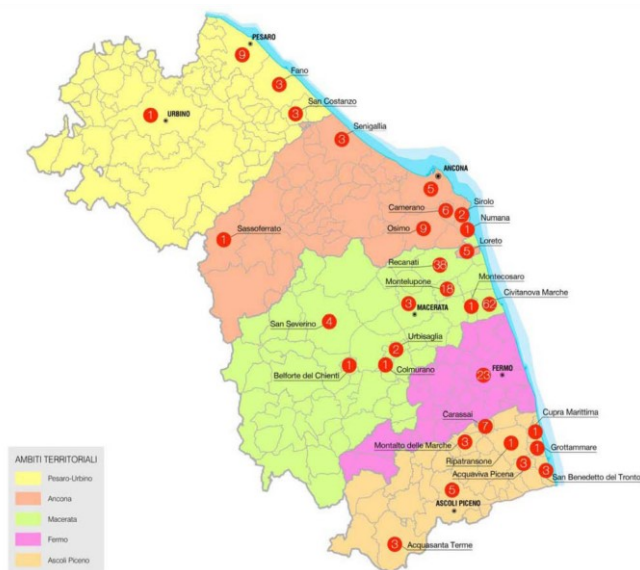 PESARO
9
Fano
3
San Costanzo
3
1
URBINO
Senigallia
3
ANCONA
5
Camerano
6
Sirolo
2
Numana
1
Osimo
9
Sassoferrato
1
Loreto
5
Recanati
38
Montecosaro
1
Montelupone
18
Civitanova Marche
82
3
MACERATA
San Severino
4
Urbisaglia
2
Belforte del Chienti
1
Colmurano
1
FERMO
23
Carassai
7
Cupra Marittima
1
Montalto delle Marche
3
Ripatransone
1
Grottammare
1
Acquaviva Picena
3
San Benedetto del Tronto
3
5
ASCOLI PICENO
3
Acquasanta Terme
AMBITI TERRITORIALI
Pesaro-Urbino
Ancona
Macerata
Fermo
Ascoli Piceno